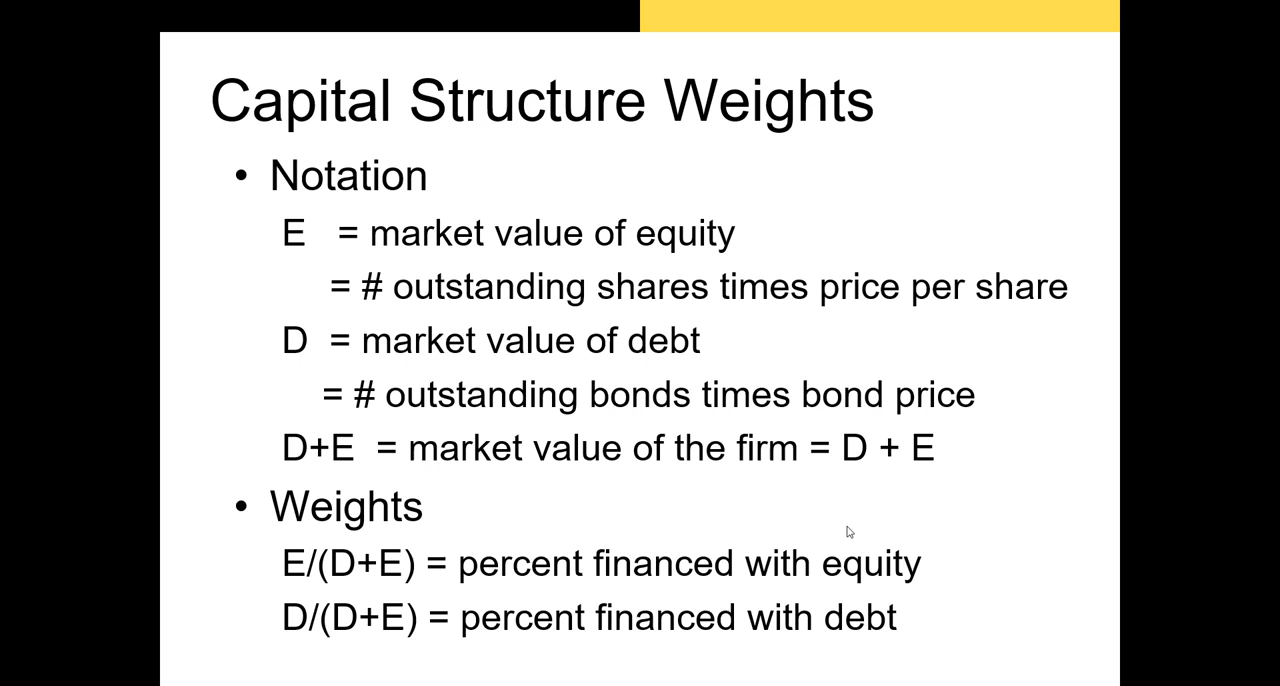 Capital Structure Weights
• Notation
E = market value of equity
= # outstanding shares times price per share
D = market value of debt
= # outstanding bonds times bond price
D+E = market value of the firm = D + E
• Weights
E/(D+E) = percent financed with equity
D/(D+E) = percent financed with debt